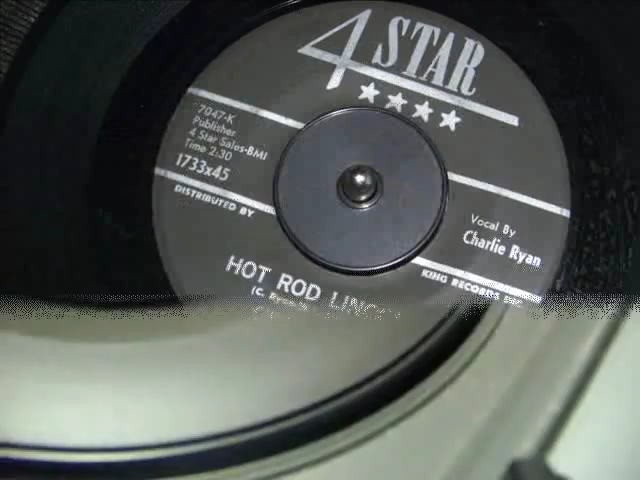 4 STAR
7047-K
Publisher
4 Star Sales-BMI
Time 2:30
1733x45
DISTRIBUTED BY
Vocal By
Charlie Ryan
KING RECORDS
HOT ROD
(C. Ryan